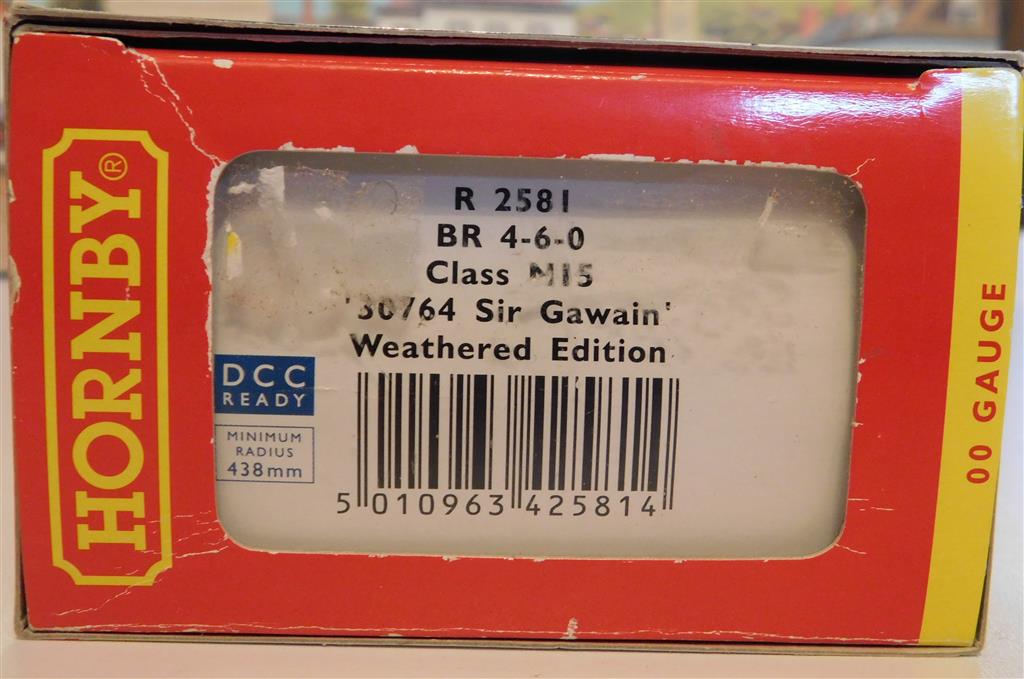 HORNBY®
R 2581
BR 4-6-0
Class N15
'30764 Sir Gawain'
Weathered Edition
DCC
READY
MINIMUM
RADIUS
438mm
5 010963 425814
00 GAUGE